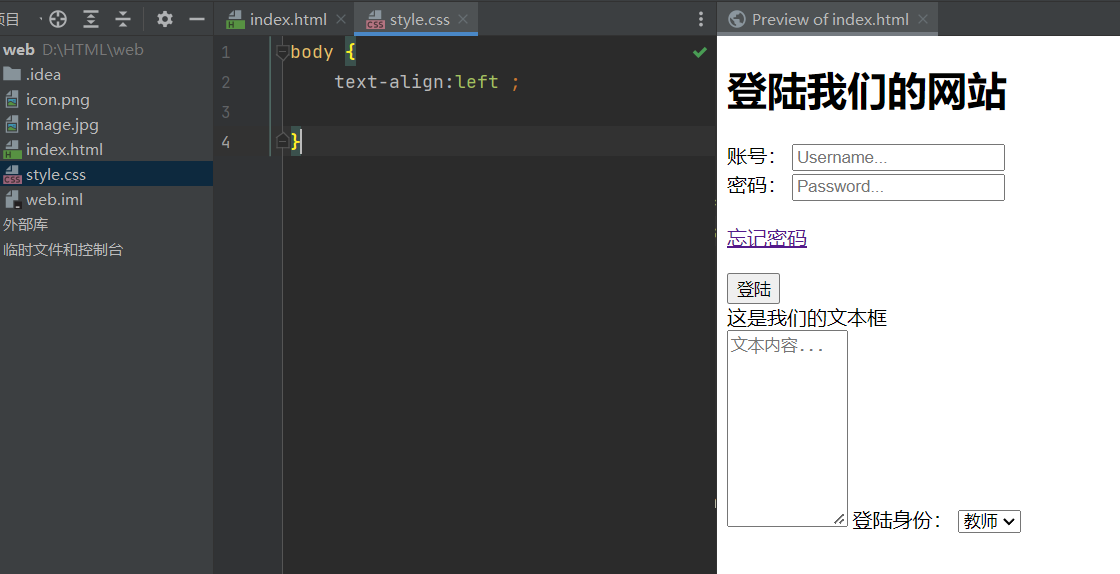 项目
index.html
style.css
Preview of index.html
web D:\HTML\web
.idea
icon.png
image.jpg
index.html
style.css
web.iml
外部库
临时文件和控制台
1 body {
2 text-align:left ;
3
4 }
登陆我们的网站
账号： Username...
密码： Password...
忘记密码
登陆
这是我们的文本框
文本内容...
登陆身份： 教师